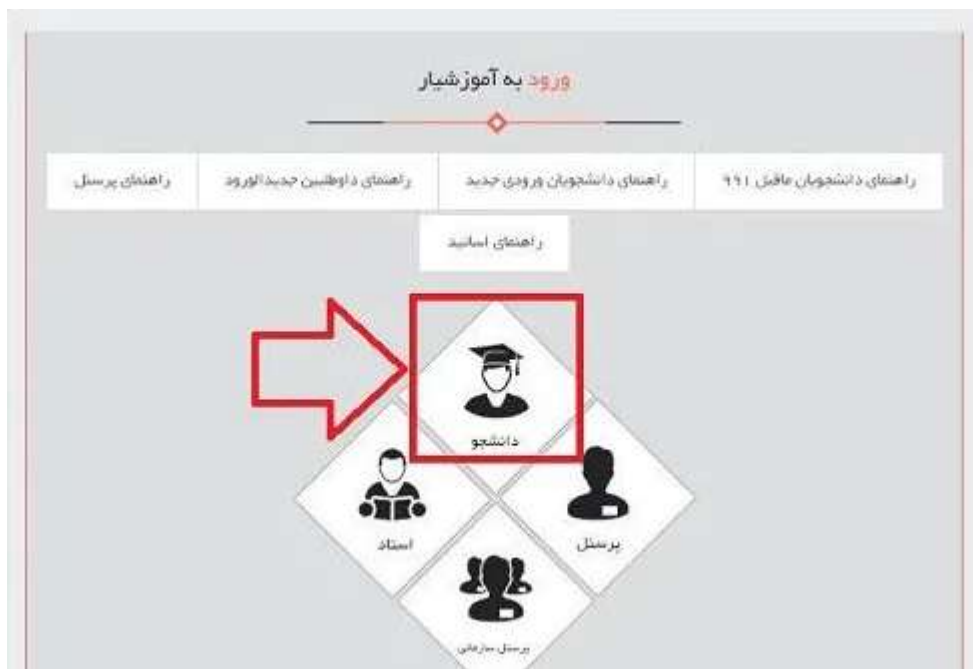 ورود به آموزشیار
راهنمای دانشجویان ماقبل ۹۹۱
راهنمای دانشجویان ورودی جدید
راهنمای داوطلبین جدیدالورود
راهنمای پرسنل
راهنمای اساتید
دانشجو
پرسنل
استاد
پرسنل سازمانی